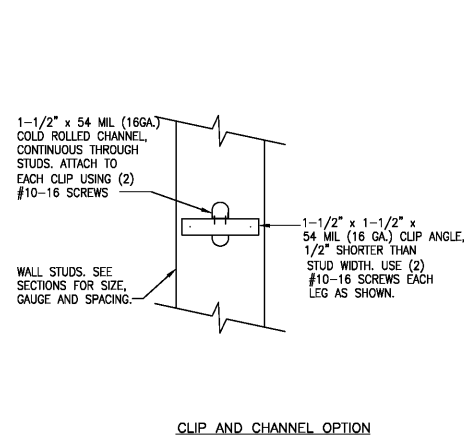 1-1/2" x 54 MIL (16GA.)
COLD ROLLED CHANNEL,
CONTINUOUS THROUGH
STUDS. ATTACH TO
EACH CLIP USING (2)
#10-16 SCREWS
1-1/2" x 1-1/2" x
54 MIL (16 GA.) CLIP ANGLE,
1/2" SHORTER THAN
STUD WIDTH. USE (2)
#10-16 SCREWS EACH
LEG AS SHOWN.
WALL STUDS. SEE
SECTIONS FOR SIZE,
GAUGE AND SPACING.
CLIP AND CHANNEL OPTION